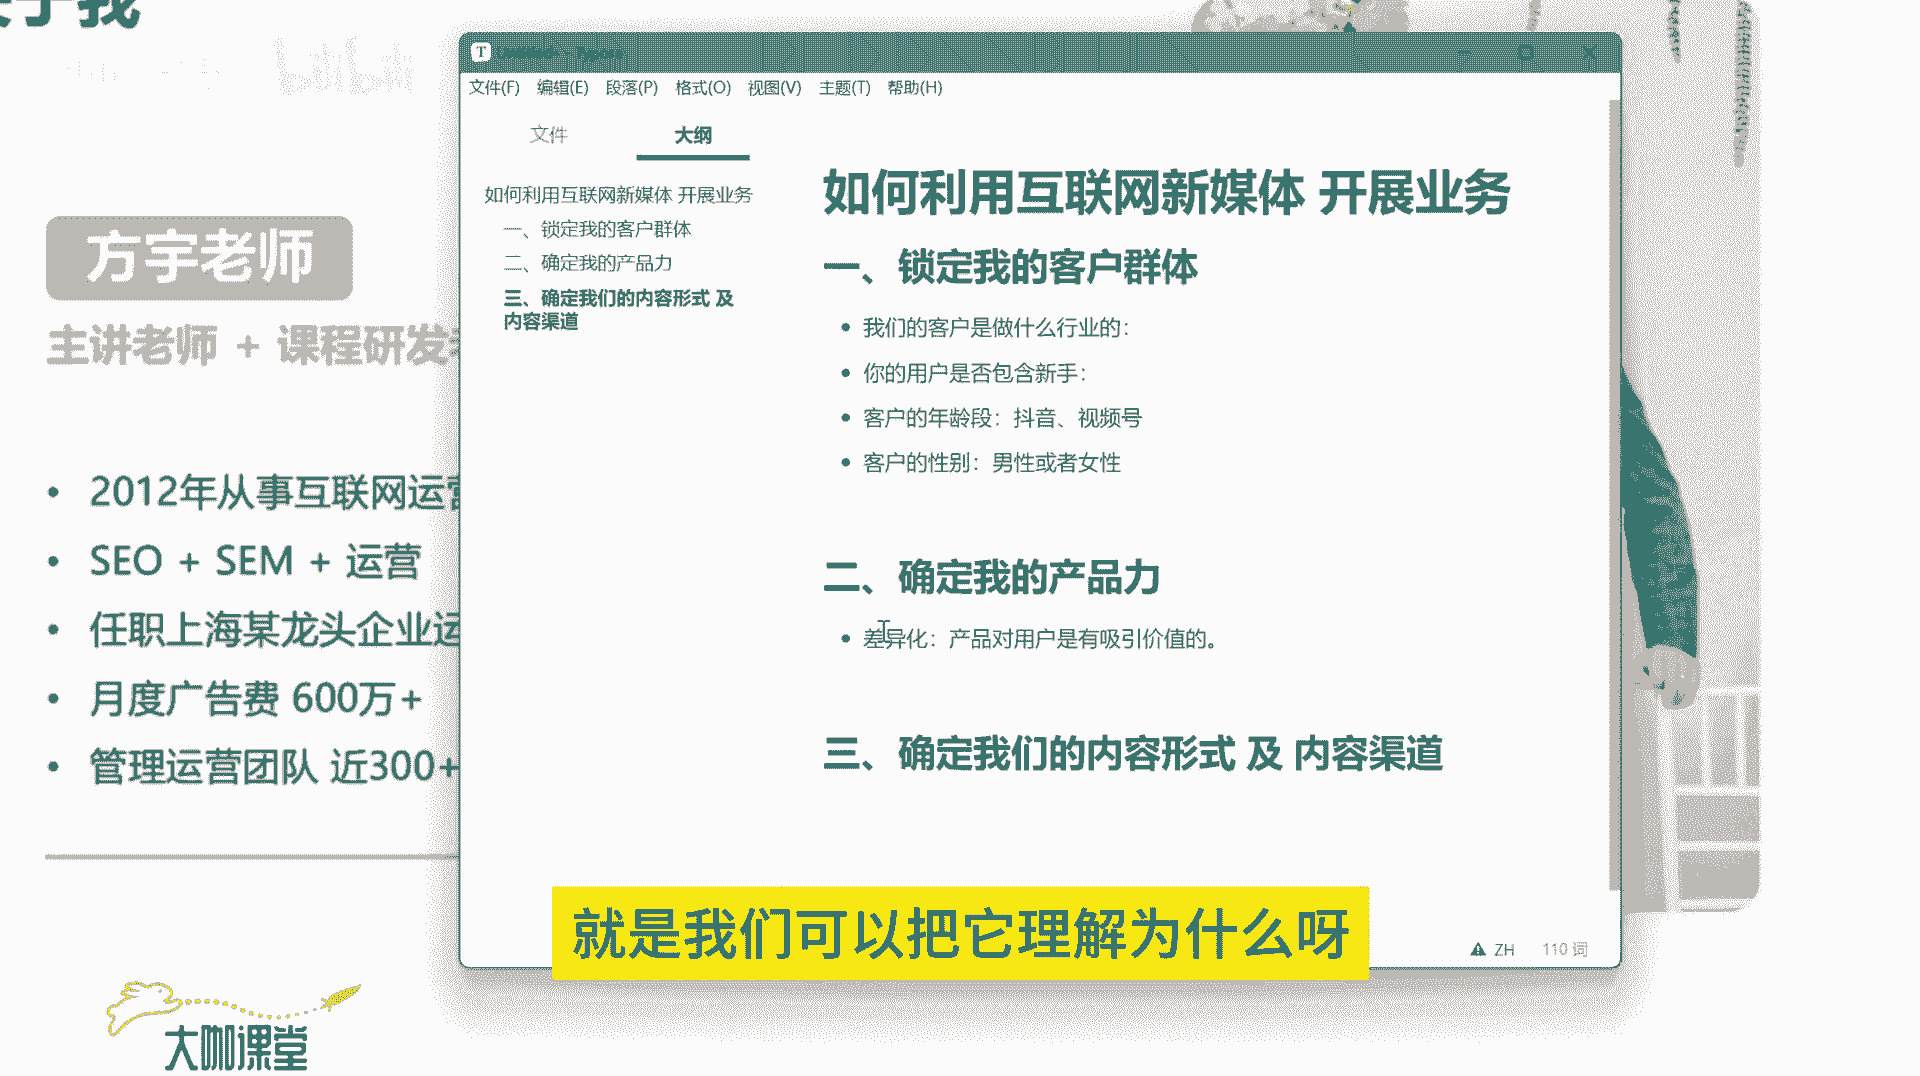 bilibili
方宇老师
主讲老师 + 课程研发
2012年从事互联网运营
SEO + SEM + 运营
任职上海某龙头企业运
月度广告费 600万+
管理运营团队 近300+
大咖课堂
文件(F) 编辑(E) 段落(P) 格式(O) 视图(V) 主题(T) 帮助(H)
文件 大纲
如何利用互联网新媒体 开展业务
一、锁定我的客户群体
二、确定我的产品力
三、确定我们的内容形式 及
内容渠道
如何利用互联网新媒体 开展业务
一、锁定我的客户群体
我们的客户是做什么行业的：
你的用户是否包含新手：
客户的年龄段：抖音、视频号
客户的性别：男性或者女性
二、确定我的产品力
差异化：产品对用户是有吸引价值的。
三、确定我们的内容形式 及 内容渠道
就是我们可以把它理解为什么呀
ZH 110 词